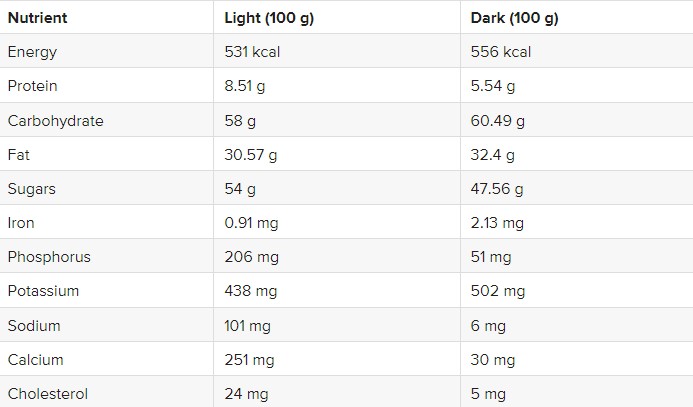 Nutrient Light (100 g) Dark (100 g)
Energy 531 kcal 556 kcal
Protein 8.51 g 5.54 g
Carbohydrate 58 g 60.49 g
Fat 30.57 g 32.4 g
Sugars 54 g 47.56 g
Iron 0.91 mg 2.13 mg
Phosphorus 206 mg 51 mg
Potassium 438 mg 502 mg
Sodium 101 mg 6 mg
Calcium 251 mg 30 mg
Cholesterol 24 mg 5 mg